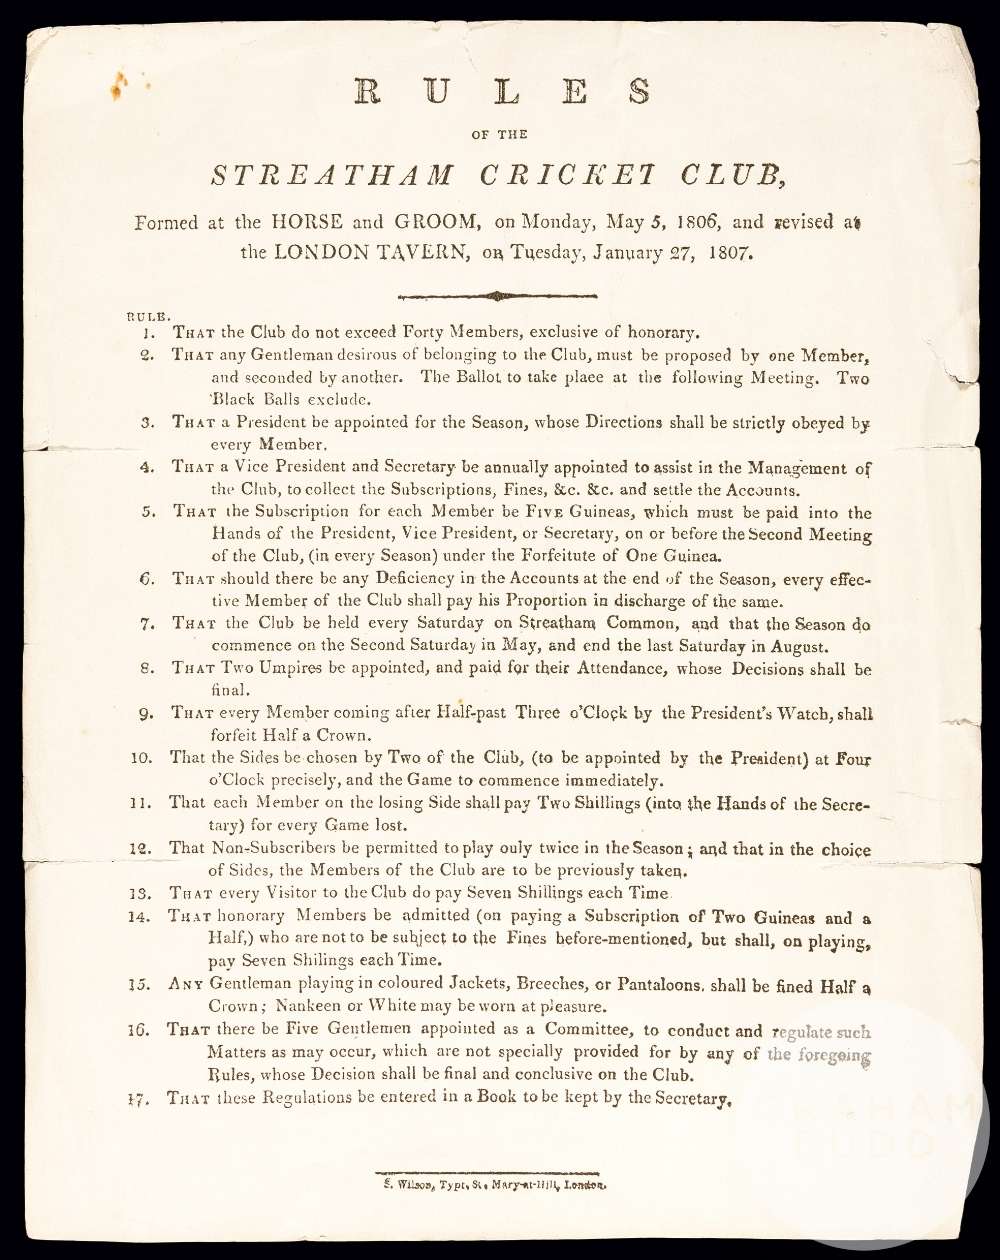 RULES
OF THE
STREATHAM CRICKET CLUB,
Formed at the HORSE and GROOM, on Monday, May 5, 1806, and revised at
the LONDON TAVERN, on Tuesday, January 27, 1807.
RULE.
1. THAT the Club do not exceed Forty Members, exclusive of honorary.
2. THAT any Gentleman desirous of belonging to the Club, must be proposed by one Member,
and seconded by another. The Ballot to take place at the following Meeting. Two
Black Balls exclude.
3. THAT a President be appointed for the Season, whose Directions shall be strictly obeyed by
every Member.
4. THAT a Vice President and Secretary be annually appointed to assist in the Management of
the Club, to collect the Subscriptions, Fines, &c. &c. and settle the Accounts.
5. THAT the Subscription for each Member be FIVE Guineas, which must be paid into the
Hands of the President, Vice President, or Secretary, on or before the Second Meeting
of the Club, (in every Season) under the Forfeitute of One Guinea.
6. THAT should there be any Deficiency in the Accounts at the end of the Season, every effec-
tive Member of the Club shall pay his Proportion in discharge of the same.
7. THAT the Club be held every Saturday on Streatham Common, and that the Season do
commence on the Second Saturday in May, and end the last Saturday in August.
8. THAT Two Umpires be appointed, and paid for their Attendance, whose Decisions shall be
final.
9. THAT every Member coming after Half-past Three o'Clock by the President's Watch, shall
forfeit Half a Crown.
10. That the Sides be chosen by Two of the Club, (to be appointed by the President) at Four
o'Clock precisely, and the Game to commence immediately.
11. That each Member on the losing Side shall pay Two Shillings (into the Hands of the Secre-
tary) for every Game lost.
12. That Non-Subscribers be permitted to play only twice in the Season; and that in the choice
of Sides, the Members of the Club are to be previously taken.
13. THAT every Visitor to the Club do pay Seven Shillings each Time.
14. THAT honorary Members be admitted (on paying a Subscription of Two Guineas and a
Half,) who are not to be subject to the Fines before-mentioned, but shall, on playing,
pay Seven Shilings each Time.
15. ANY Gentleman playing in coloured Jackets, Breeches, or Pantaloons, shall be fined Half a
Crown; Nankeen or White may be worn at pleasure.
16. THAT there be Five Gentlemen appointed as a Committee, to conduct and regulate such
Matters as may occur, which are not specially provided for by any of the foregoing
Rules, whose Decision shall be final and conclusive on the Club.
17. THAT these Regulations be entered in a Book to be kept by the Secretary.
Wilson, Typt. St. Mary-at-Hill, London.